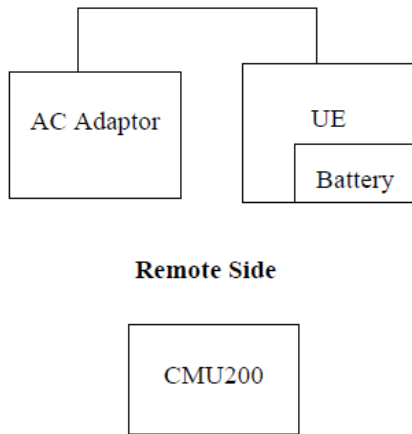 AC Adaptor
UE
Battery
Remote Side
CMU200